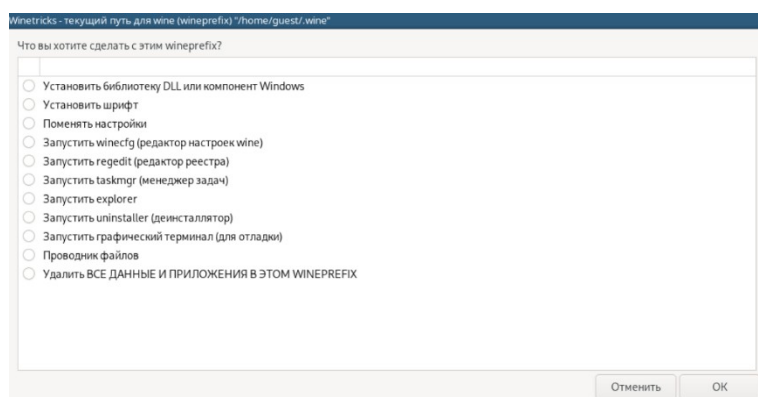 Winetricks - текущий путь для wine (wineprefix) "/home/guest/.wine"
Что вы хотите сделать с этим wineprefix?
Установить библиотеку DLL или компонент Windows
Установить шрифт
Поменять настройки
Запустить winecfg (редактор настроек wine)
Запустить regedit (редактор реестра)
Запустить taskmgr (менеджер задач)
Запустить explorer
Запустить uninstaller (деинсталлятор)
Запустить графический терминал (для отладки)
Проводник файлов
Удалить ВСЕ ДАННЫЕ И ПРИЛОЖЕНИЯ В ЭТОМ WINEPREFIX
Отменить OK